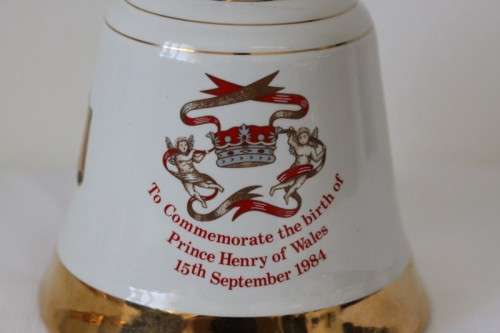 To Commemorate the birth of
Prince Henry of Wales
15th September 1984